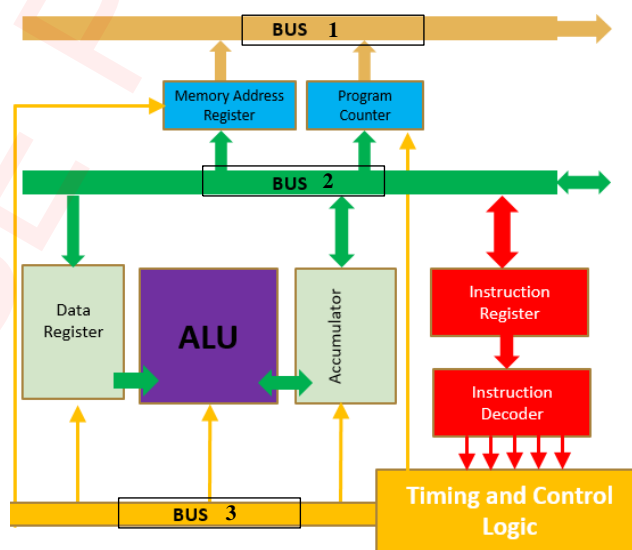 BUS 1
Memory Address
Register
Program
Counter
BUS 2
Data
Register
ALU
Accumulator
Instruction
Register
Instruction
Decoder
Timing and Control
Logic
BUS 3